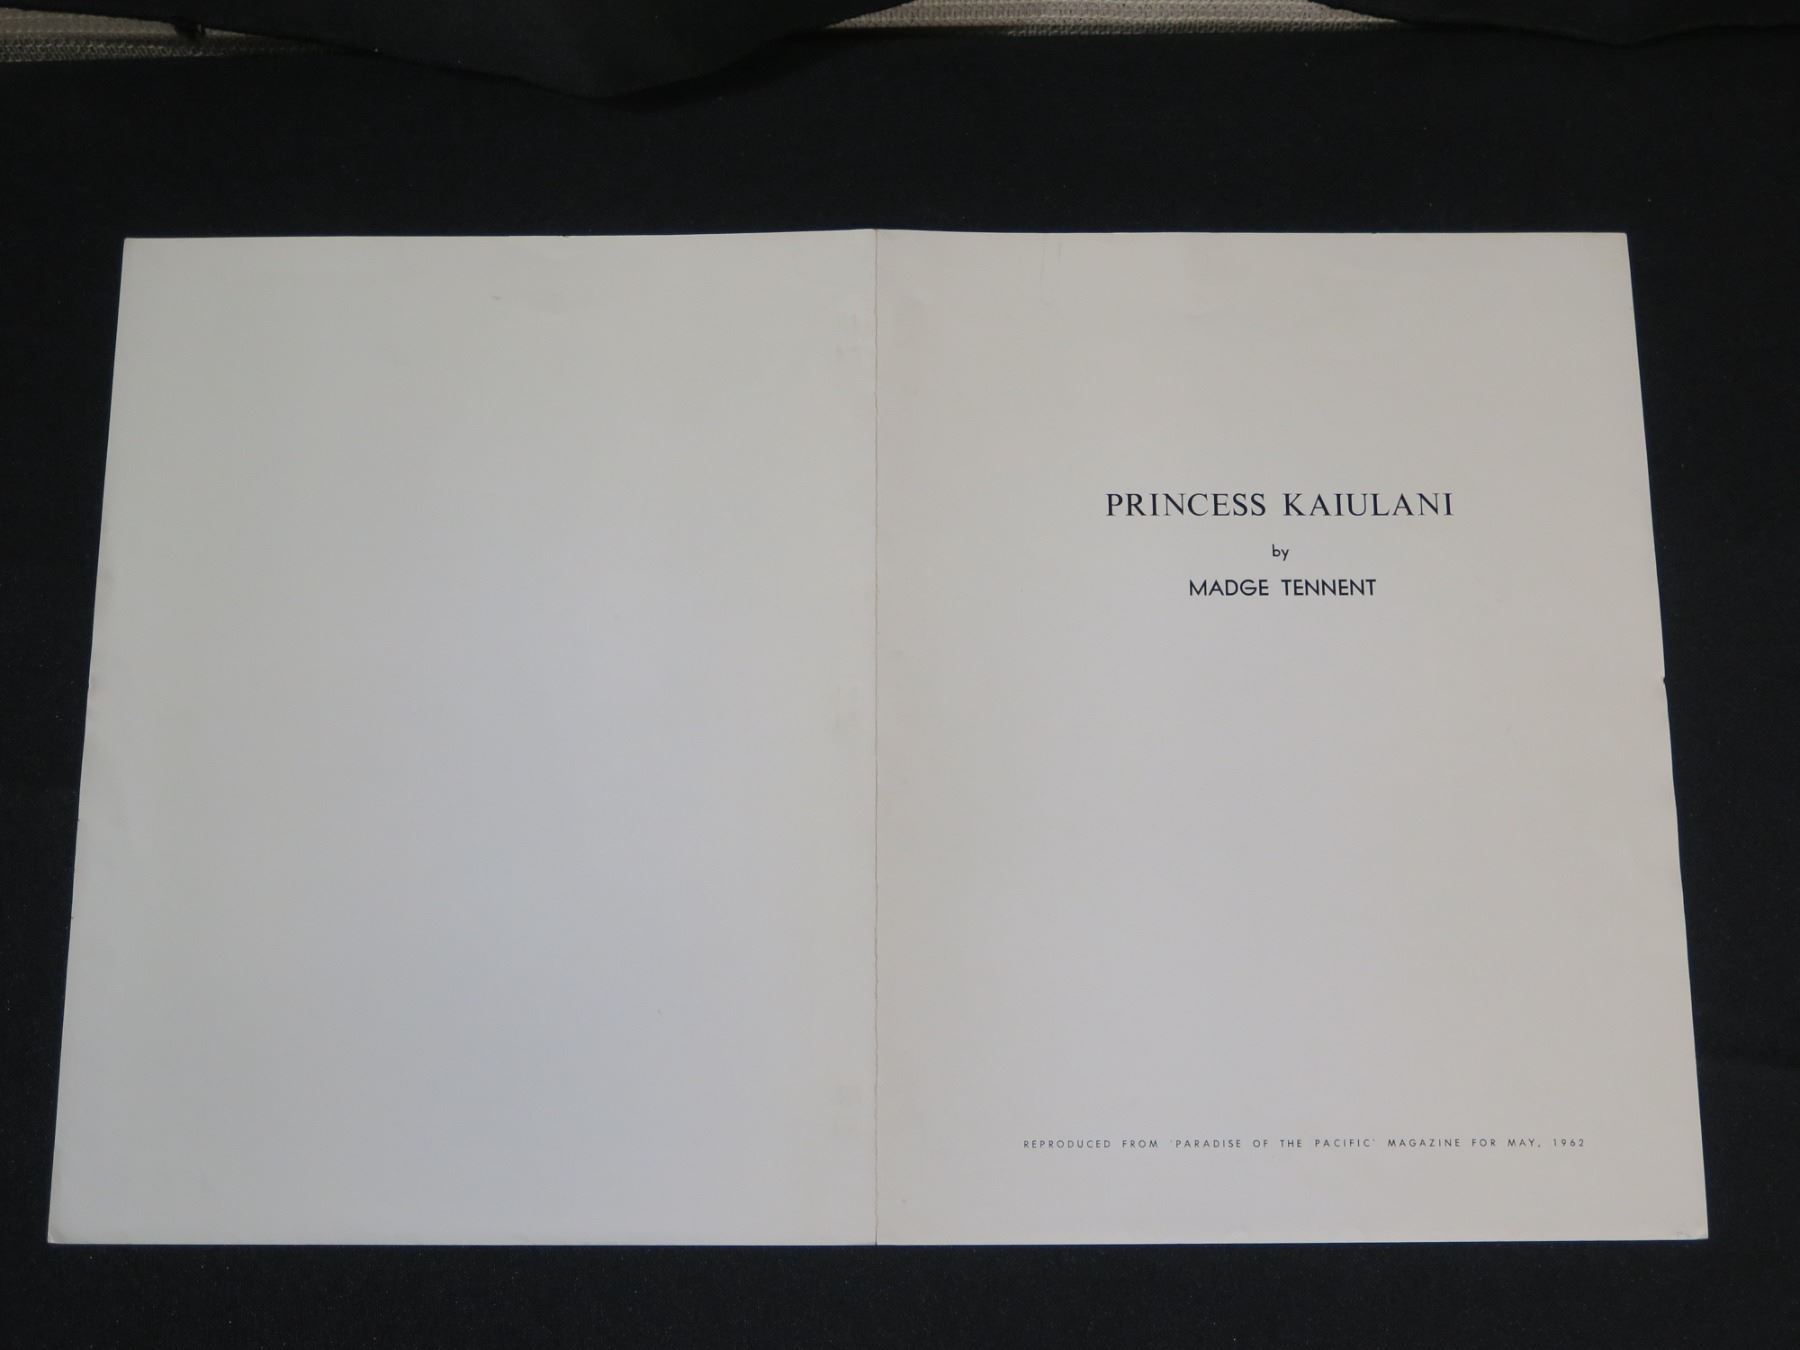 PRINCESS KAIULANI
by
MADGE TENNENT
REPRODUCED FROM 'PARADISE OF THE PACIFIC' MAGAZINE FOR MAY, 1962